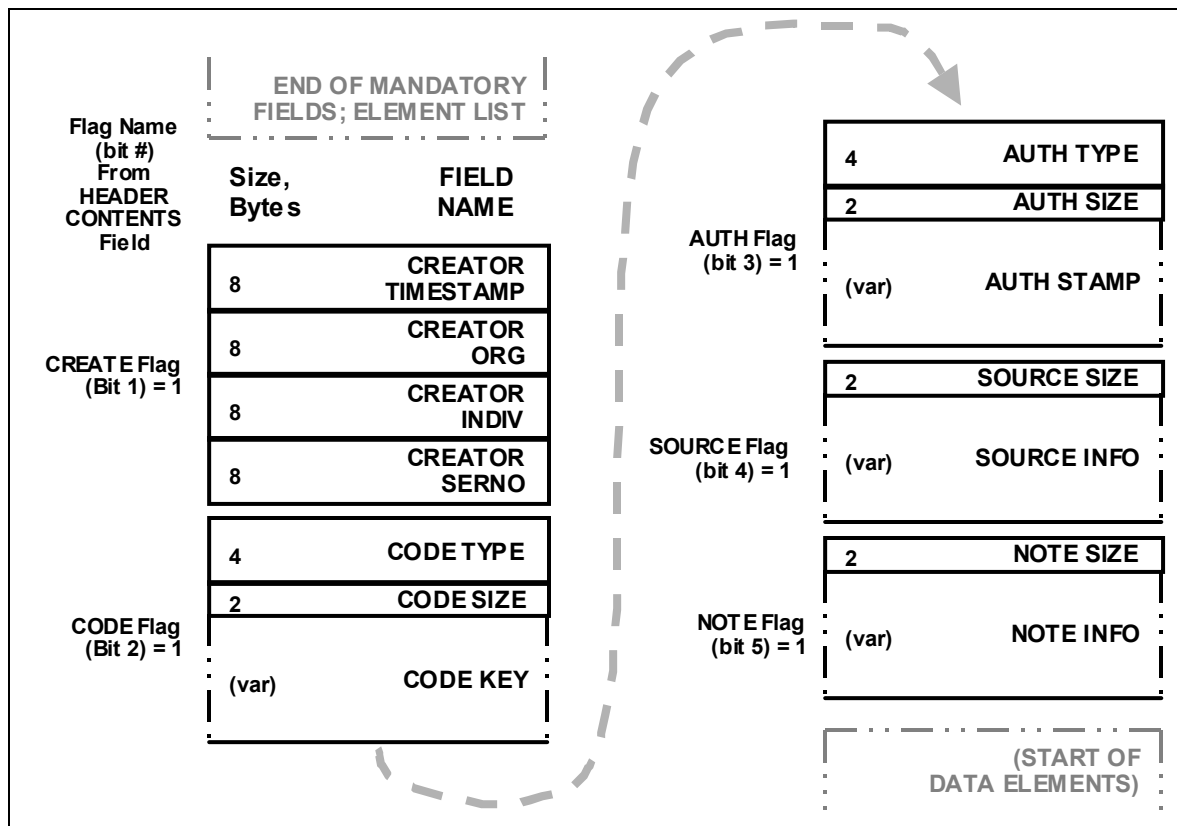 END OF MANDATORY
FIELDS; ELEMENT LIST
Flag Name
(bit #)
From
HEADER
CONTENTS
Field
Size,
Bytes
FIELD
NAME
8
CREATOR
TIMESTAMP
8
CREATOR
ORG
CREATE Flag
(Bit 1) = 1
8
CREATOR
INDIV
8
CREATOR
SERNO
4
CODE TYPE
2
CODE SIZE
CODE Flag
(Bit 2) = 1
(var)
CODE KEY
4
AUTH TYPE
2
AUTH SIZE
AUTH Flag
(bit 3) = 1
(var)
AUTH STAMP
2
SOURCE SIZE
SOURCE Flag
(bit 4) = 1
(var)
SOURCE INFO
2
NOTE SIZE
NOTE Flag
(bit 5) = 1
(var)
NOTE INFO
(START OF
DATA ELEMENTS)